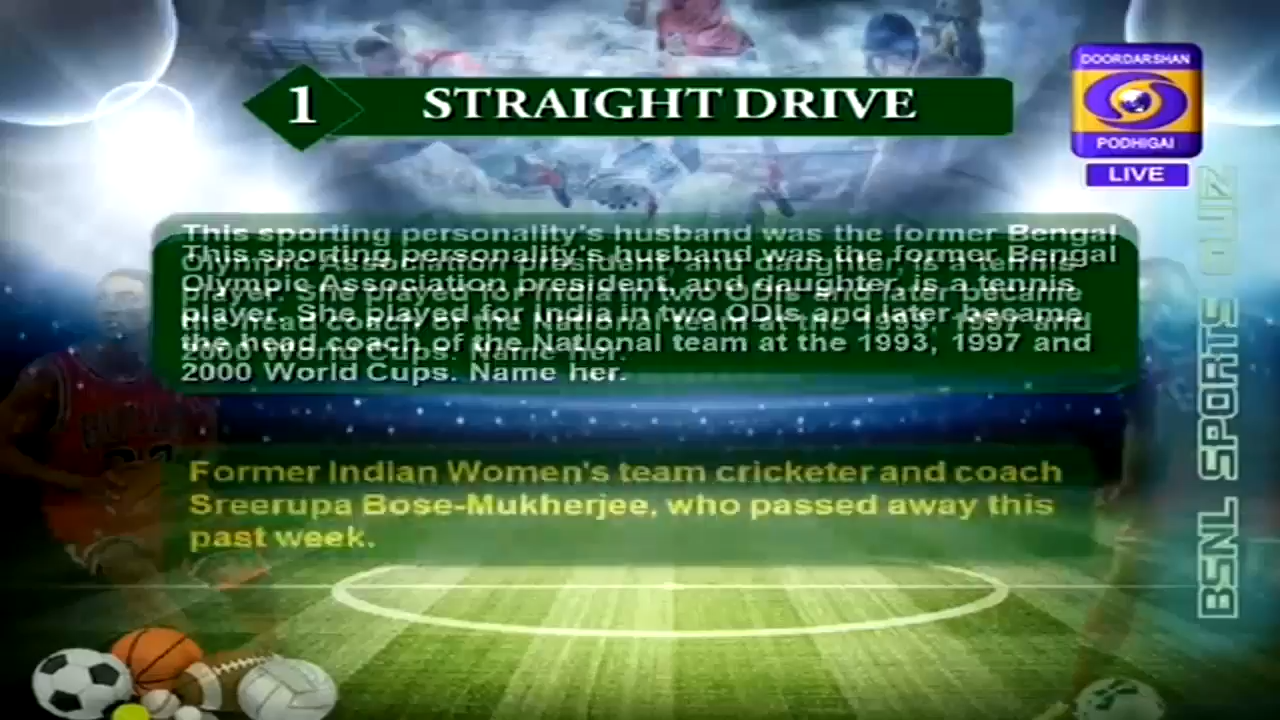 1 STRAIGHT DRIVE
DOORDARSHAN
PODHIGAI
LIVE
This sporting personality's husband was the former Bengal
Olympic Association president, and daughter, is a tennis
player. She played for India in two ODIs and later became
the head coach of the National team at the 1993, 1997 and
2000 World Cups. Name her.
Former Indian Women's team cricketer and coach
Sreerupa Bose-Mukherjee, who passed away this
past week.
BSNL SPORTS QUIZ